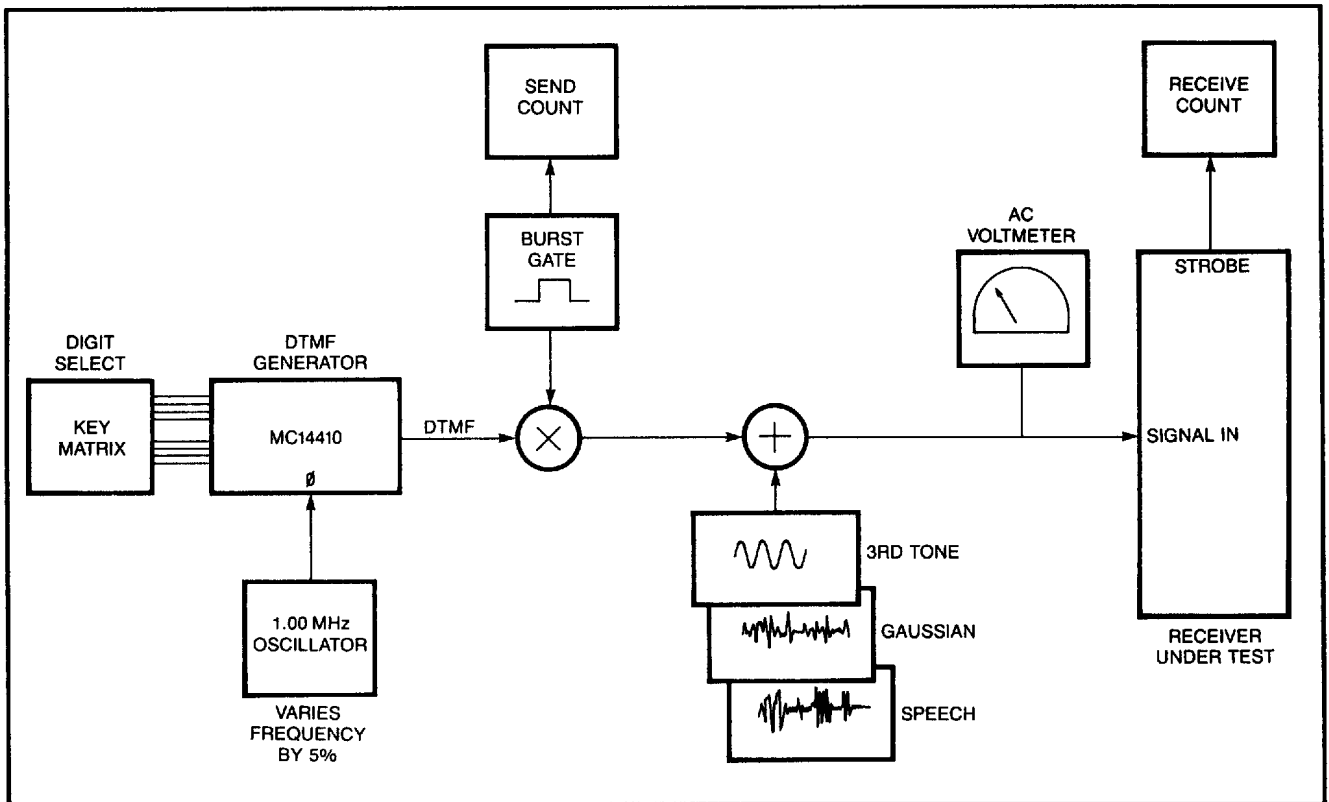 SEND
COUNT
RECEIVE
COUNT
BURST
GATE
AC
VOLTMETER
STROBE
DIGIT
SELECT
DTMF
GENERATOR
KEY
MATRIX
MC14410
Ø
DTMF
SIGNAL IN
3RD TONE
1.00 MHz
OSCILLATOR
GAUSSIAN
RECEIVER
UNDER TEST
VARIES
FREQUENCY
BY 5%
SPEECH